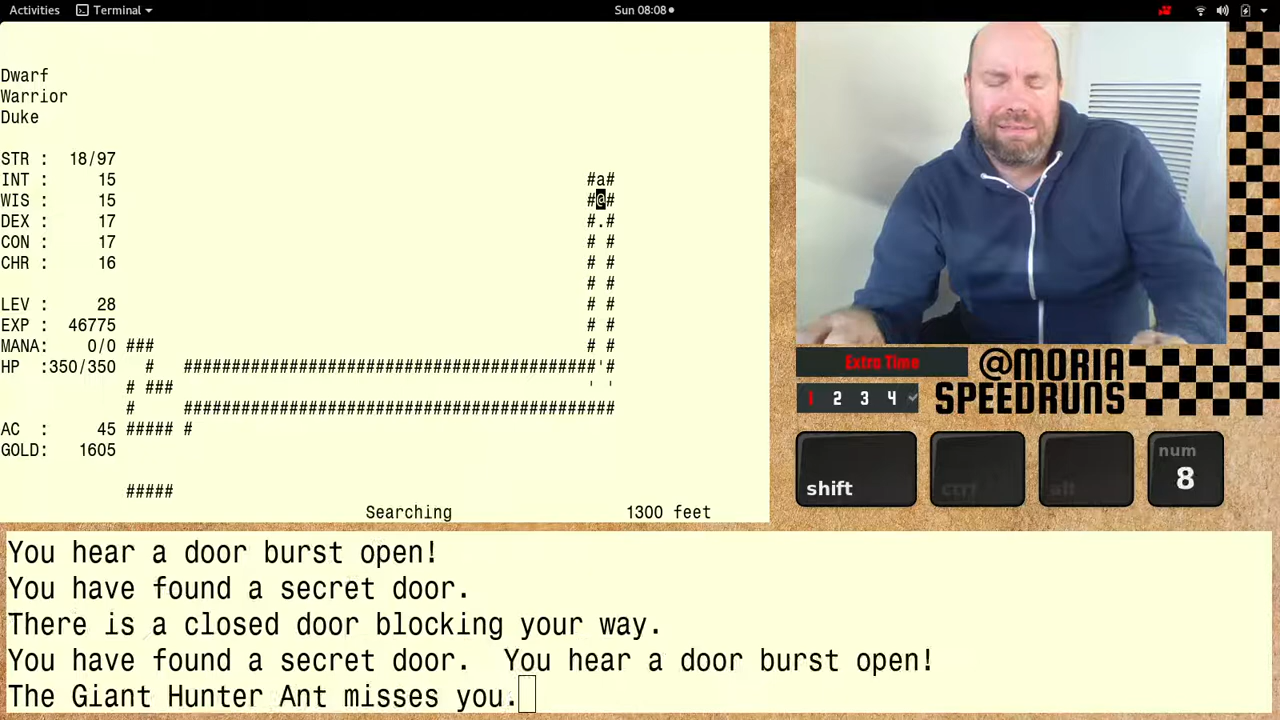 Activities Terminal Sun 08:08
Dwarf
Warrior
Duke
STR : 18/97
INT : 15 #a#
WIS : 15 #@#
DEX : 17 #.#
CON : 17 # #
CHR : 16 # #
# #
LEV : 28 # #
EXP : 46775 # #
MANA: 0/0 ### # #
HP :350/350 # ########################################'#
# ### ' '
# #########################################
AC : 45 ##### #
GOLD: 1605
#####
Searching 1300 feet
Extra Time
1 2 3 4 ✓
@MORIA
SPEEDRUNS
shift ctrl alt num 8
You hear a door burst open!
You have found a secret door.
There is a closed door blocking your way.
You have found a secret door. You hear a door burst open!
The Giant Hunter Ant misses you.